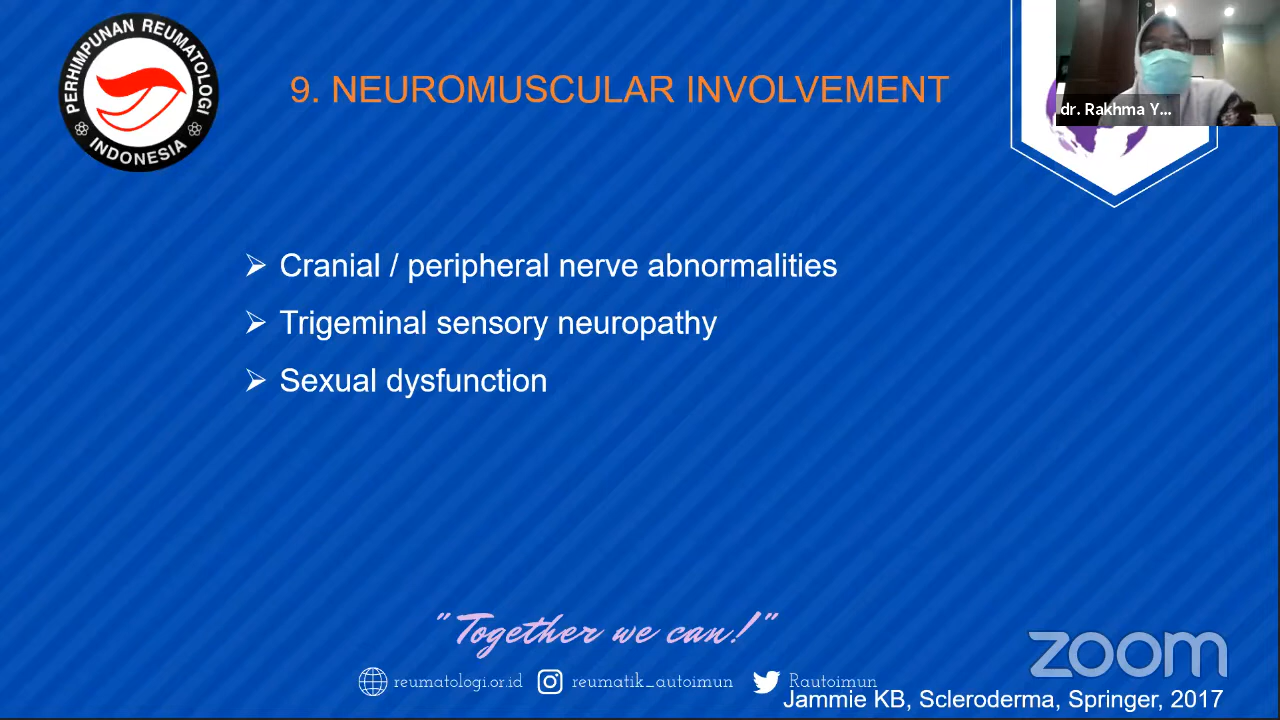 PERHIMPUNAN REUMATOLOGI
INDONESIA
9. NEUROMUSCULAR INVOLVEMENT
dr. Rakhma Y...
Cranial / peripheral nerve abnormalities
Trigeminal sensory neuropathy
Sexual dysfunction
"Together we can!"
zoom
reumatologi.or.id reumatik_autoimun Rautoimun
Jammie KB, Scleroderma, Springer, 2017